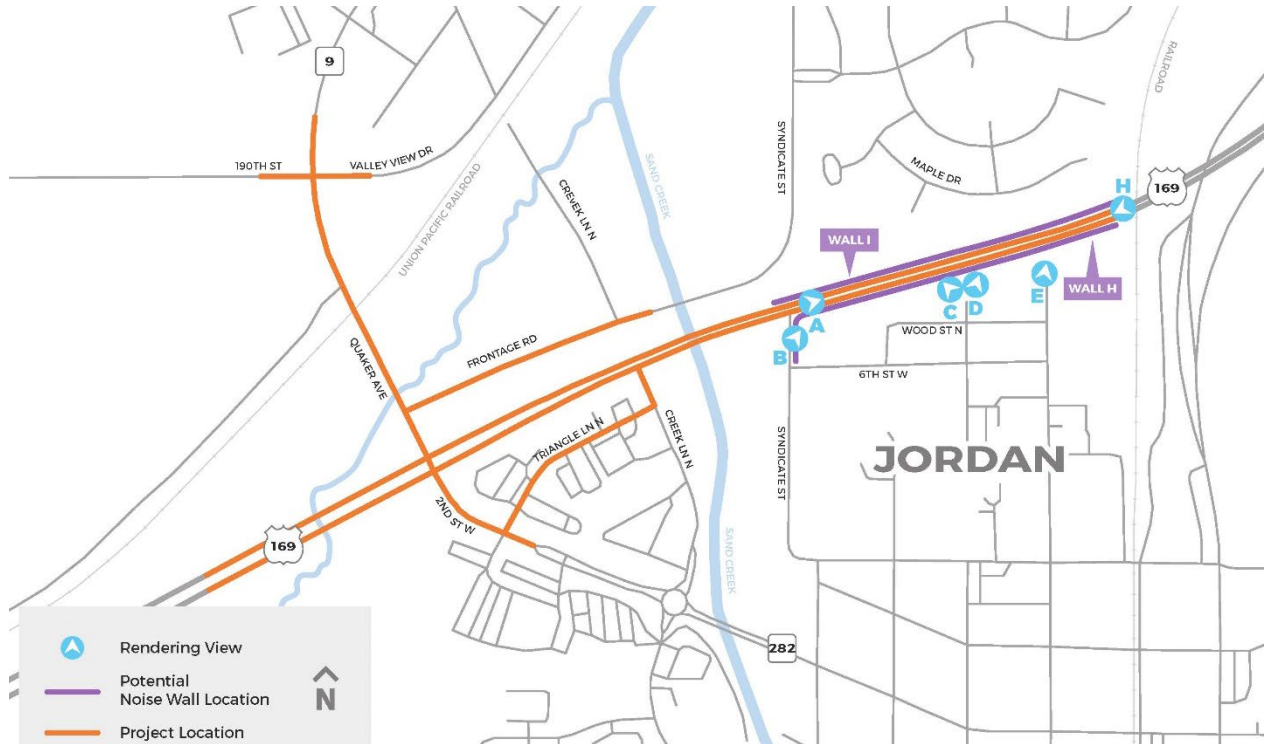 9
190TH ST
VALLEY VIEW DR
UNION PACIFIC RAILROAD
CREVEK LN N
SAND CREEK
SYNDICATE ST
MAPLE DR
RAILROAD
H
169
WALL I
WALL H
A
B
C
D
E
WOOD ST N
6TH ST W
FRONTAGE RD
QUAKER AVE
TRIANGLE LN N
CREEK LN N
SYNDICATE ST
JORDAN
2ND ST W
169
SAND CREEK
282
Rendering View
Potential
Noise Wall Location
N
Project Location